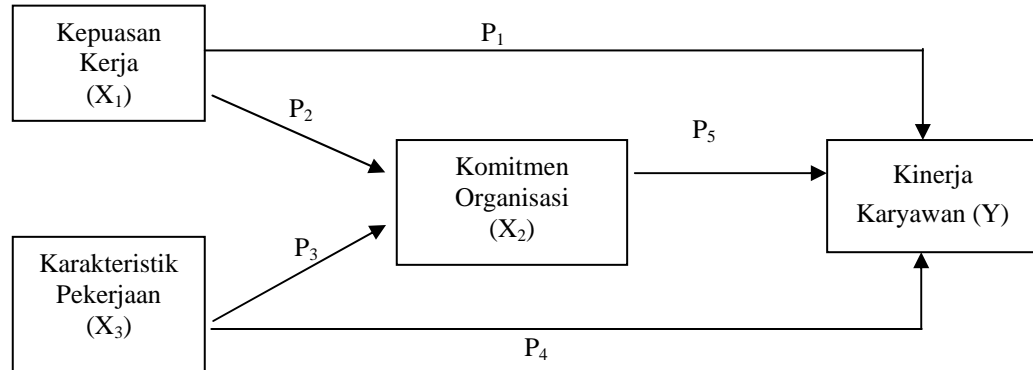 Kepuasan
Kerja
(X₁)
P₁
P₂
Komitmen
Organisasi
(X₂)
P₅
Kinerja
Karyawan (Y)
Karakteristik
Pekerjaan
(X₃)
P₃
P₄